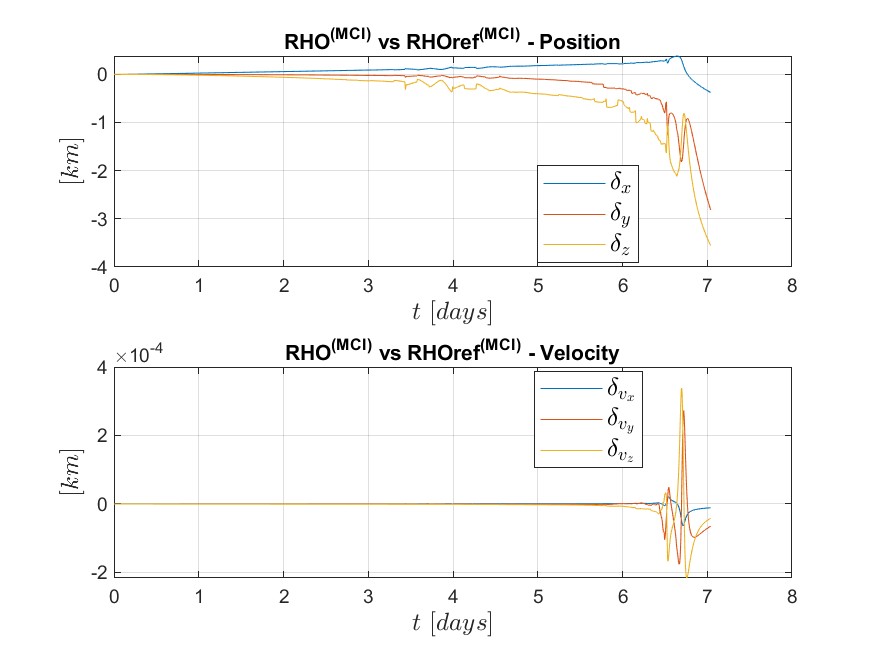 RHO(MCI) vs RHOref(MCI) - Position
0
-1
-2
-3
-4
[km]
δx
δy
δz
0 1 2 3 4 5 6 7 8
t [days]
RHO(MCI) vs RHOref(MCI) - Velocity
×10-4
4
2
0
-2
[km]
δvx
δvy
δvz
0 1 2 3 4 5 6 7 8
t [days]